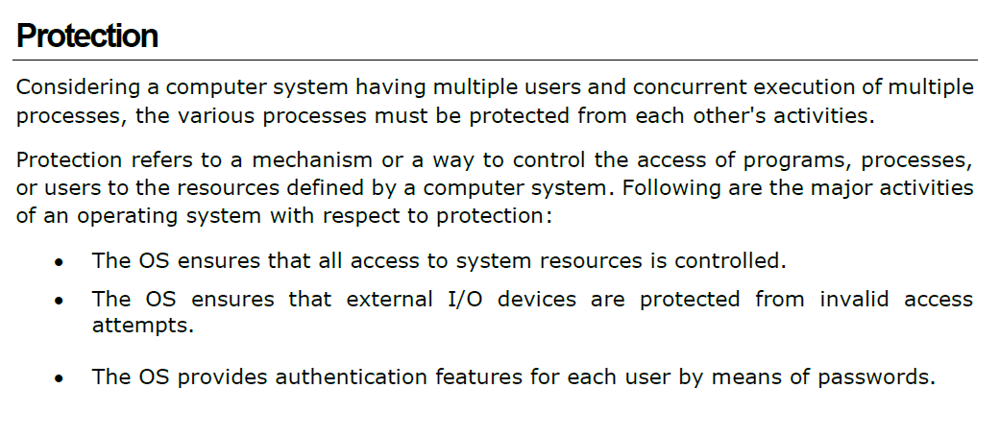 Protection
Considering a computer system having multiple users and concurrent execution of multiple
processes, the various processes must be protected from each other's activities.
Protection refers to a mechanism or a way to control the access of programs, processes,
or users to the resources defined by a computer system. Following are the major activities
of an operating system with respect to protection:
• The OS ensures that all access to system resources is controlled.
• The OS ensures that external I/O devices are protected from invalid access
attempts.
• The OS provides authentication features for each user by means of passwords.